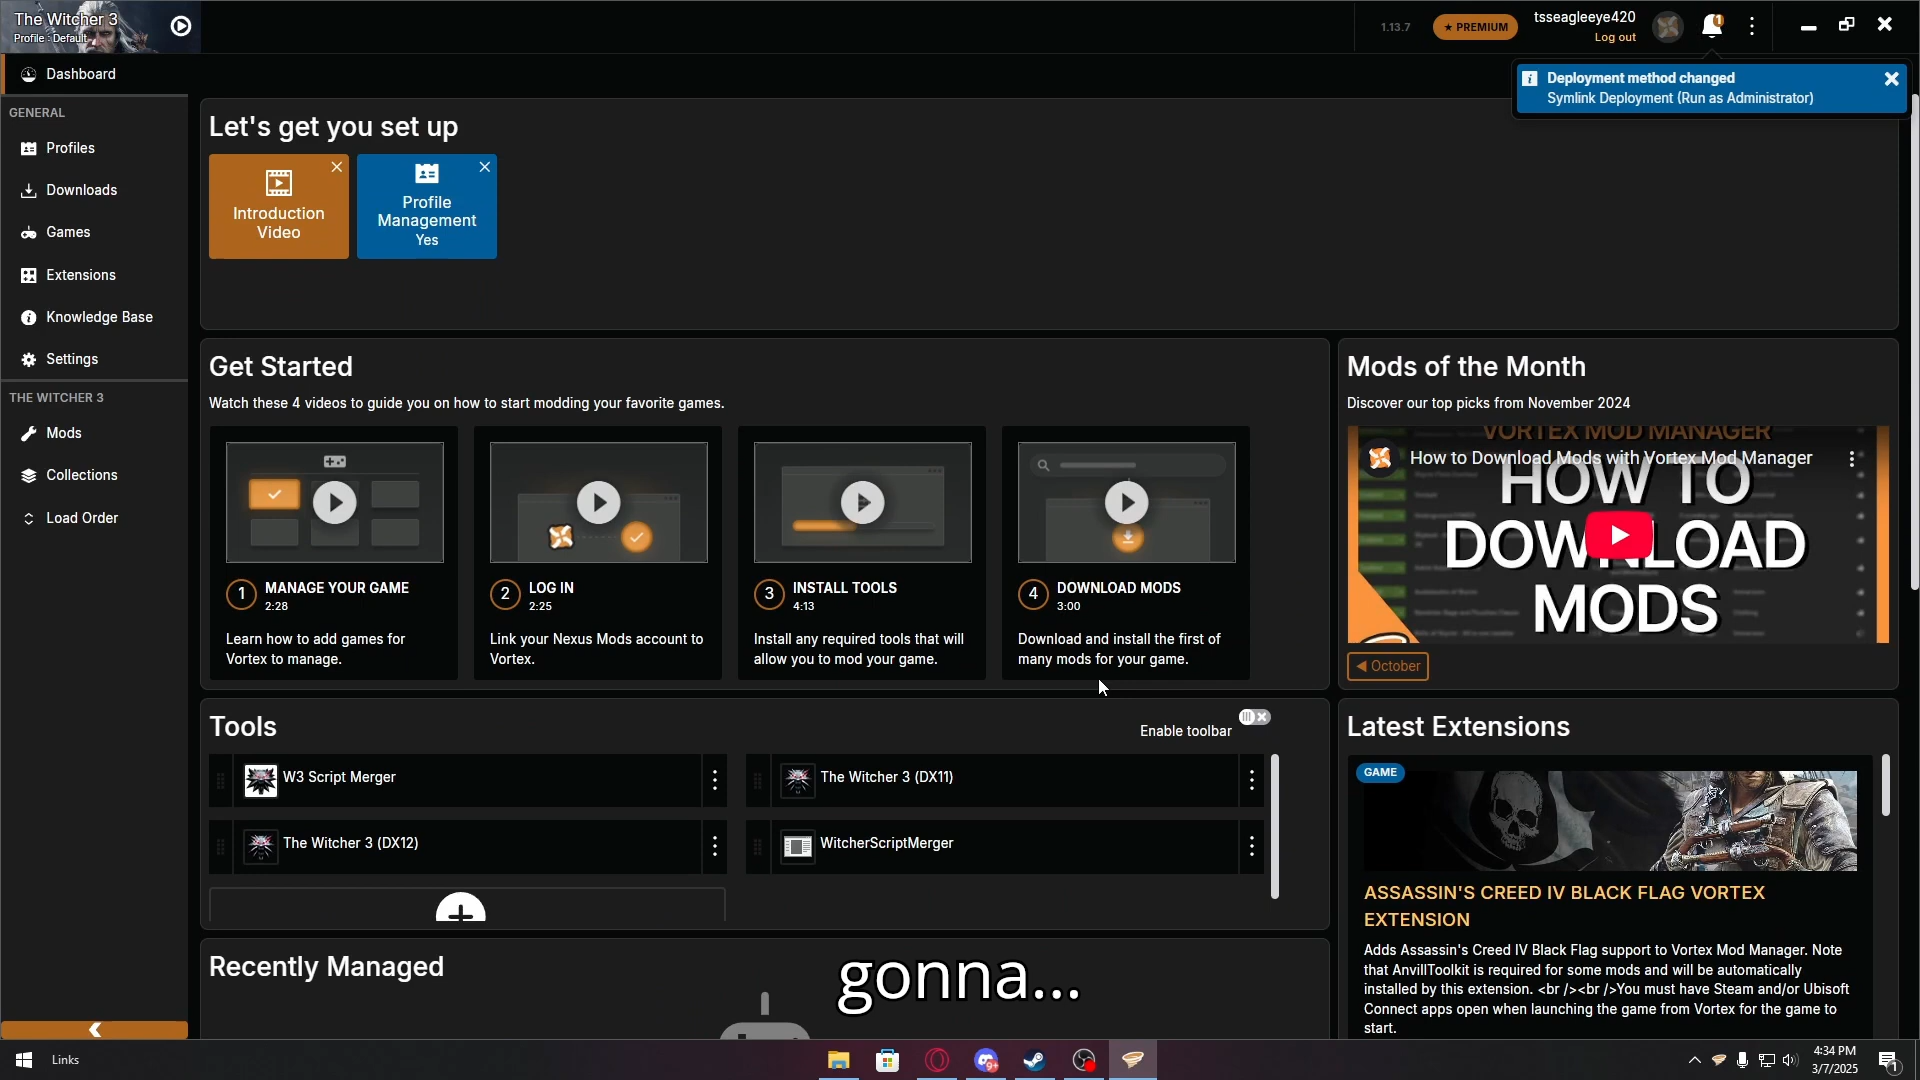 The Witcher 3
Profile : Default
1.13.7
PREMIUM
tsseagleeye420
Log out
1
Deployment method changed
Symlink Deployment (Run as Administrator)
Dashboard
GENERAL
Profiles
Downloads
Games
Extensions
Knowledge Base
Settings
THE WITCHER 3
Mods
Collections
Load Order
Let's get you set up
Introduction
Video
Profile
Management
Yes
Get Started
Watch these 4 videos to guide you on how to start modding your favorite games.
1 MANAGE YOUR GAME
2:28
Learn how to add games for
Vortex to manage.
2 LOG IN
2:25
Link your Nexus Mods account to
Vortex.
3 INSTALL TOOLS
4:13
Install any required tools that will
allow you to mod your game.
4 DOWNLOAD MODS
3:00
Download and install the first of
many mods for your game.
Mods of the Month
Discover our top picks from November 2024
VORTEX MOD MANAGER
How to Download Mods with Vortex Mod Manager
HOW TO
DOWNLOAD
MODS
October
Tools
Enable toolbar
W3 Script Merger
The Witcher 3 (DX11)
The Witcher 3 (DX12)
WitcherScriptMerger
Latest Extensions
GAME
ASSASSIN'S CREED IV BLACK FLAG VORTEX
EXTENSION
Adds Assassin's Creed IV Black Flag support to Vortex Mod Manager. Note
that AnvillToolkit is required for some mods and will be automatically
installed by this extension. <br /><br />You must have Steam and/or Ubisoft
Connect apps open when launching the game from Vortex for the game to
start.
Recently Managed
gonna...
Links
9+
4:34 PM
3/7/2025
1